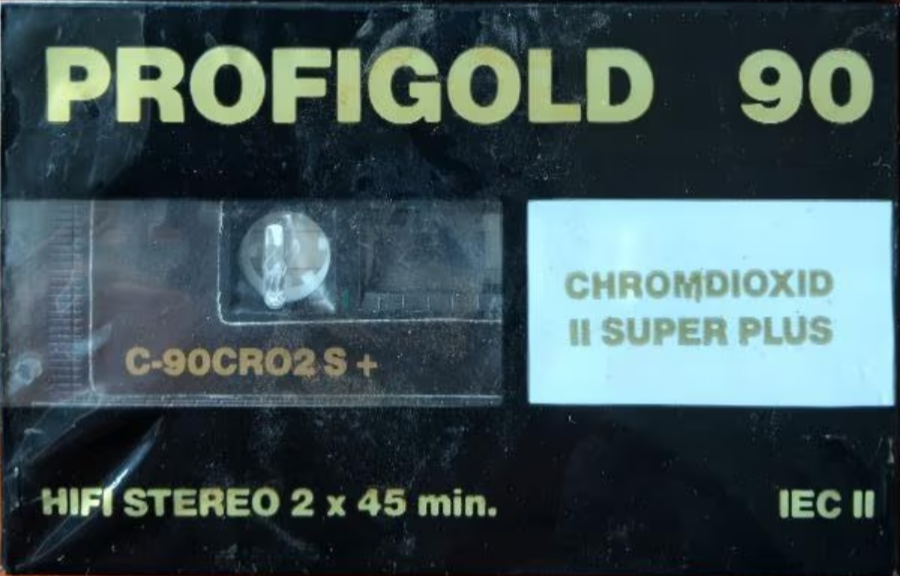 PROFIGOLD 90
C-90CRO2 S +
CHROMDIOXID
II SUPER PLUS
HIFI STEREO 2 x 45 min.
IEC II